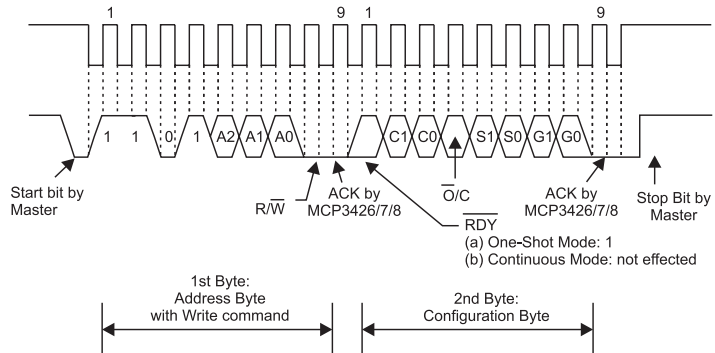 1 9 1 9
1 1 0 1 A2 A1 A0 C1 C0 S1 S0 G1 G0
Start bit by
Master
R/W̅
ACK by
MCP3426/7/8
O̅/C
ACK by
MCP3426/7/8
Stop Bit by
Master
R̅D̅Y̅
(a) One-Shot Mode: 1
(b) Continuous Mode: not effected
1st Byte:
Address Byte
with Write command
2nd Byte:
Configuration Byte